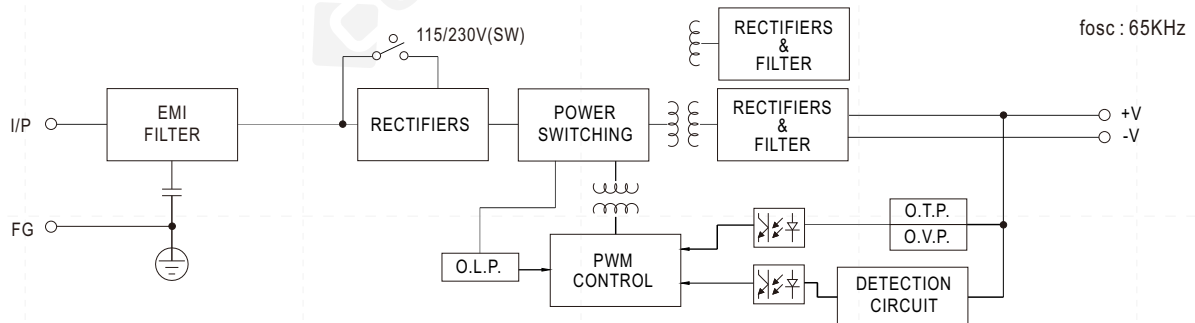 115/230V(SW)
RECTIFIERS
&
FILTER
fosc : 65KHz
I/P
EMI
FILTER
RECTIFIERS
POWER
SWITCHING
RECTIFIERS
&
FILTER
+V
-V
FG
O.L.P.
PWM
CONTROL
O.T.P.
O.V.P.
DETECTION
CIRCUIT